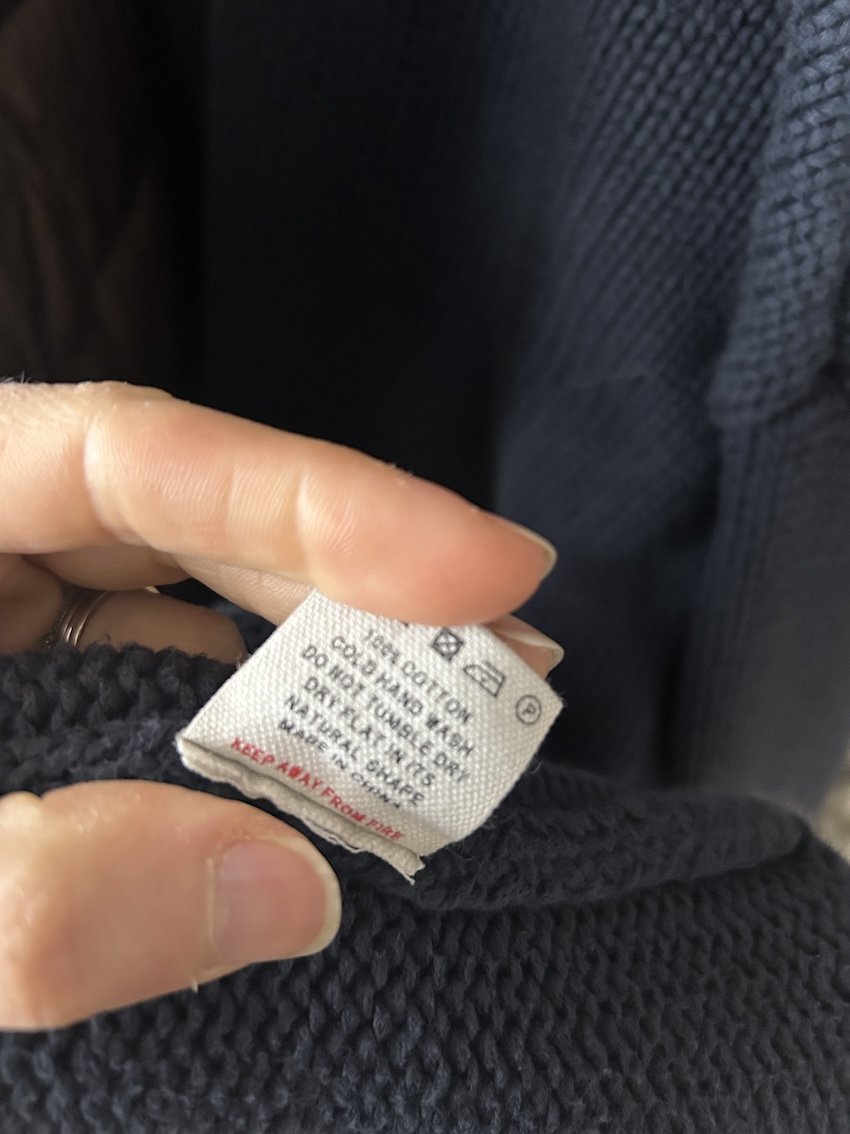 P
100% COTTON
COLD HAND WASH
DO NOT TUMBLE DRY
DRY FLAT IN ITS
NATURAL SHAPE
MADE IN CHINA
KEEP AWAY FROM FIRE